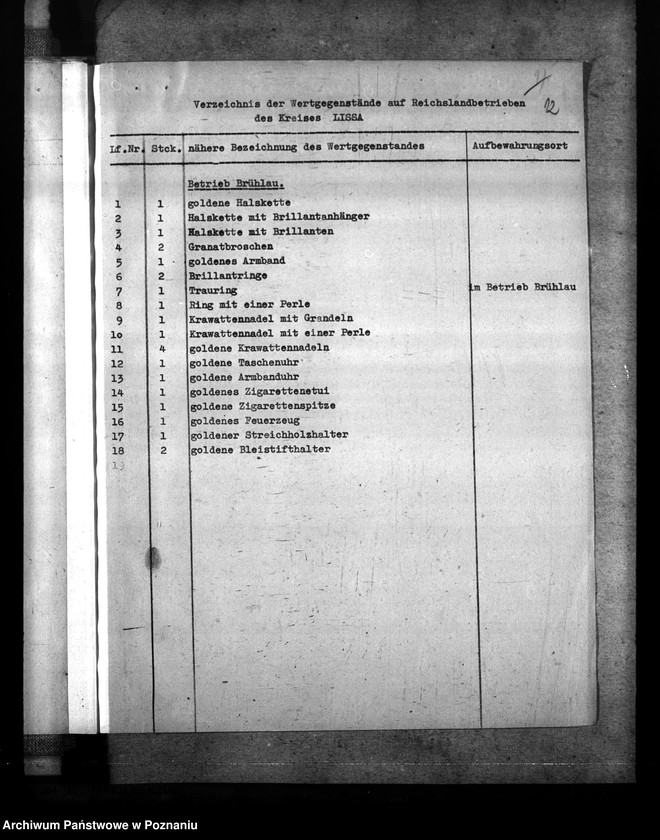 12
Verzeichnis der Wertgegenstände auf Reichslandbetrieben
des Kreises LISSA
Lf.Nr. Stck. nähere Bezeichnung des Wertgegenstandes Aufbewahrungsort
Betrieb Brühlau.
1 1 goldene Halskette
2 1 Halskette mit Brillantanhänger
3 1 Halskette mit Brillanten
4 2 Granatbroschen
5 1 goldenes Armband
6 2 Brillantringe
7 1 Trauring im Betrieb Brühlau
8 1 Ring mit einer Perle
9 1 Krawattennadel mit Grandeln
1o 1 Krawattennadel mit einer Perle
11 4 goldene Krawattennadeln
12 1 goldene Taschenuhr
13 1 goldene Armbanduhr
14 1 goldenes Zigarettenetui
15 1 goldene Zigarettenspitze
16 1 goldenes Feuerzeug
17 1 goldener Streichholzhalter
18 2 goldene Bleistifthalter
Archiwum Państwowe w Poznaniu